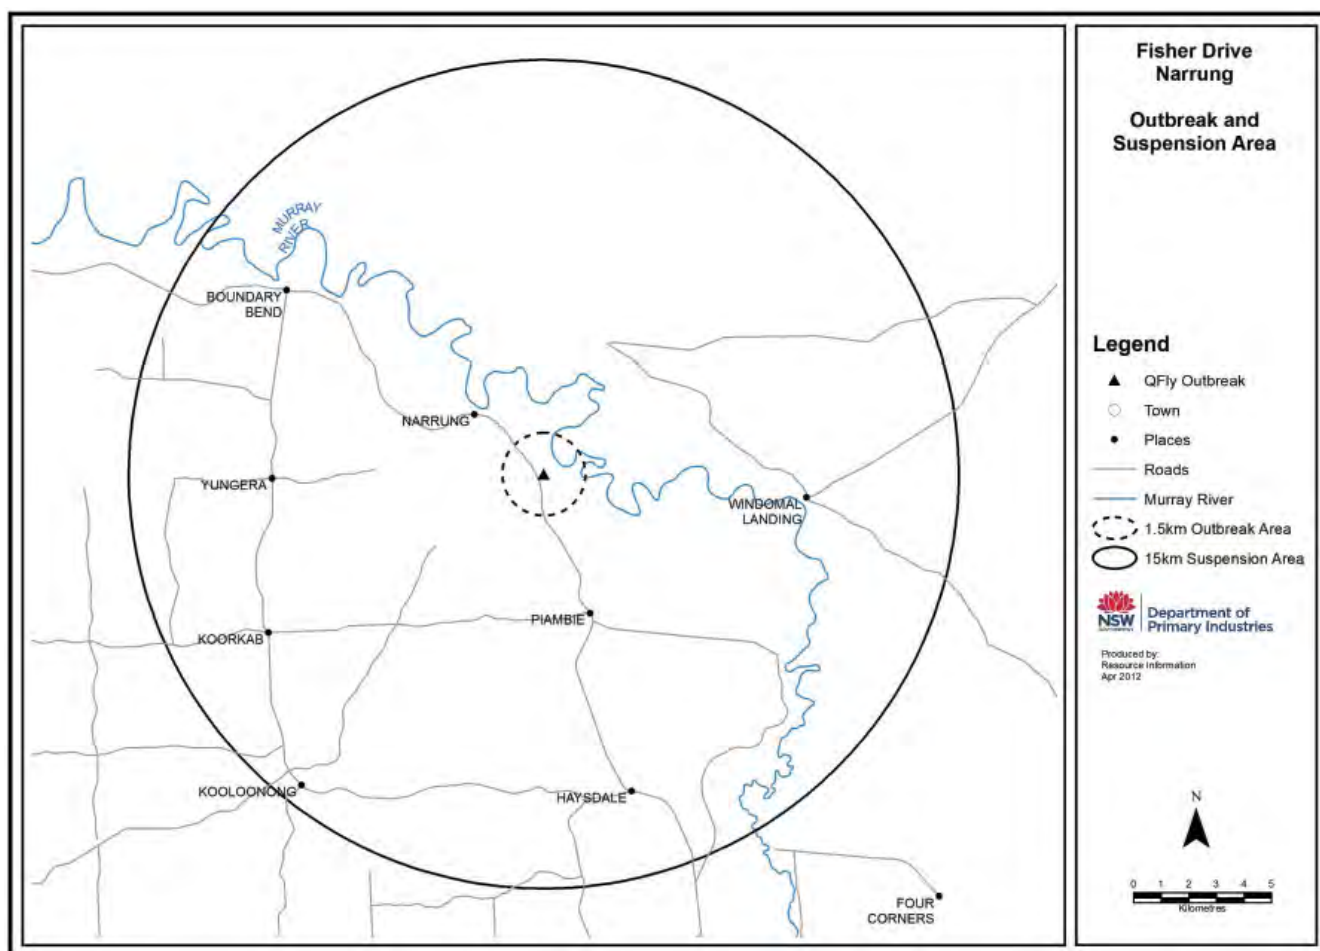 Fisher Drive
Narrung
Outbreak and
Suspension Area
MURRAY
RIVER
BOUNDARY
BEND
NARRUNG
YUNGERA
WINDOMAL
LANDING
PIAMBIE
KOORKAB
KOOLOONONG
HAYSDALE
FOUR
CORNERS
Legend
QFly Outbreak
Town
Places
Roads
Murray River
1.5km Outbreak Area
15km Suspension Area
NSW
Department of
Primary Industries
Produced by:
Resource Information
Apr 2012
N
0 1 2 3 4 5
Kilometres